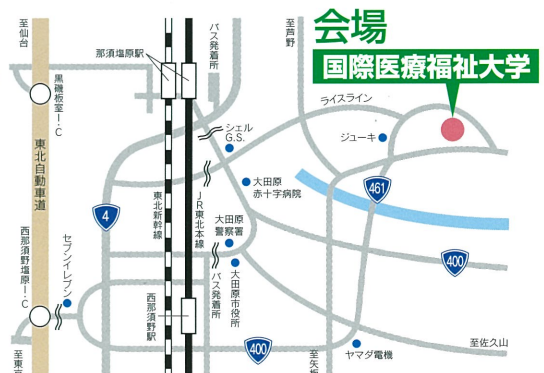 会場
国際医療福祉大学
至仙台
那須塩原駅
バス発着所
至芦野
黒磯板室I・C
ライスライン
シェル
G.S.
ジューキ
東北自動車道
大田原
赤十字病院
461
4
東北新幹線
JR東北本線
大田原
警察署
西那須野塩原I・C
セブンイレブン
バス発着所
大田原市役所
400
西那須野駅
400
至佐久山
ヤマダ電機
至東京
至矢板